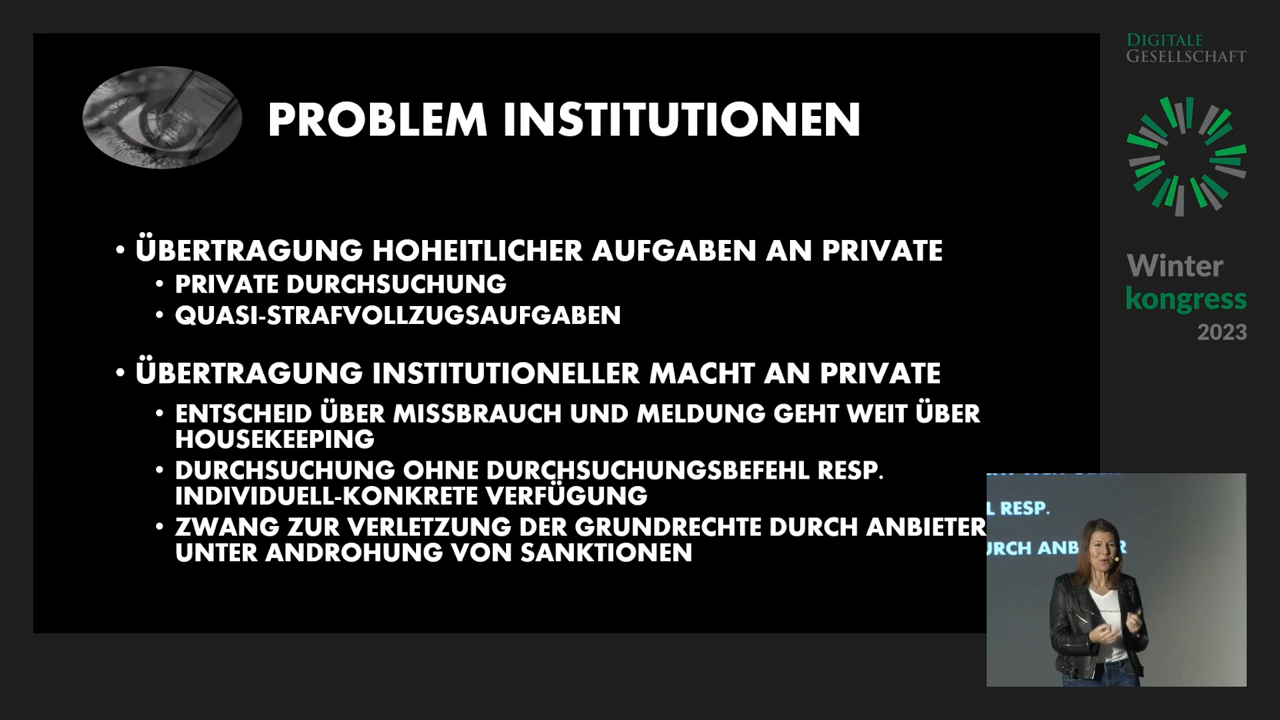 PROBLEM INSTITUTIONEN
• ÜBERTRAGUNG HOHEITLICHER AUFGABEN AN PRIVATE
• PRIVATE DURCHSUCHUNG
• QUASI-STRAFVOLLZUGSAUFGABEN
• ÜBERTRAGUNG INSTITUTIONELLER MACHT AN PRIVATE
• ENTSCHEID ÜBER MISSBRAUCH UND MELDUNG GEHT WEIT ÜBER
HOUSEKEEPING
• DURCHSUCHUNG OHNE DURCHSUCHUNGSBEFEHL RESP.
INDIVIDUELL-KONKRETE VERFÜGUNG
• ZWANG ZUR VERLETZUNG DER GRUNDRECHTE DURCH ANBIETER
UNTER ANDROHUNG VON SANKTIONEN
DIGITALE
GESELLSCHAFT
Winter
kongress
2023
L RESP.